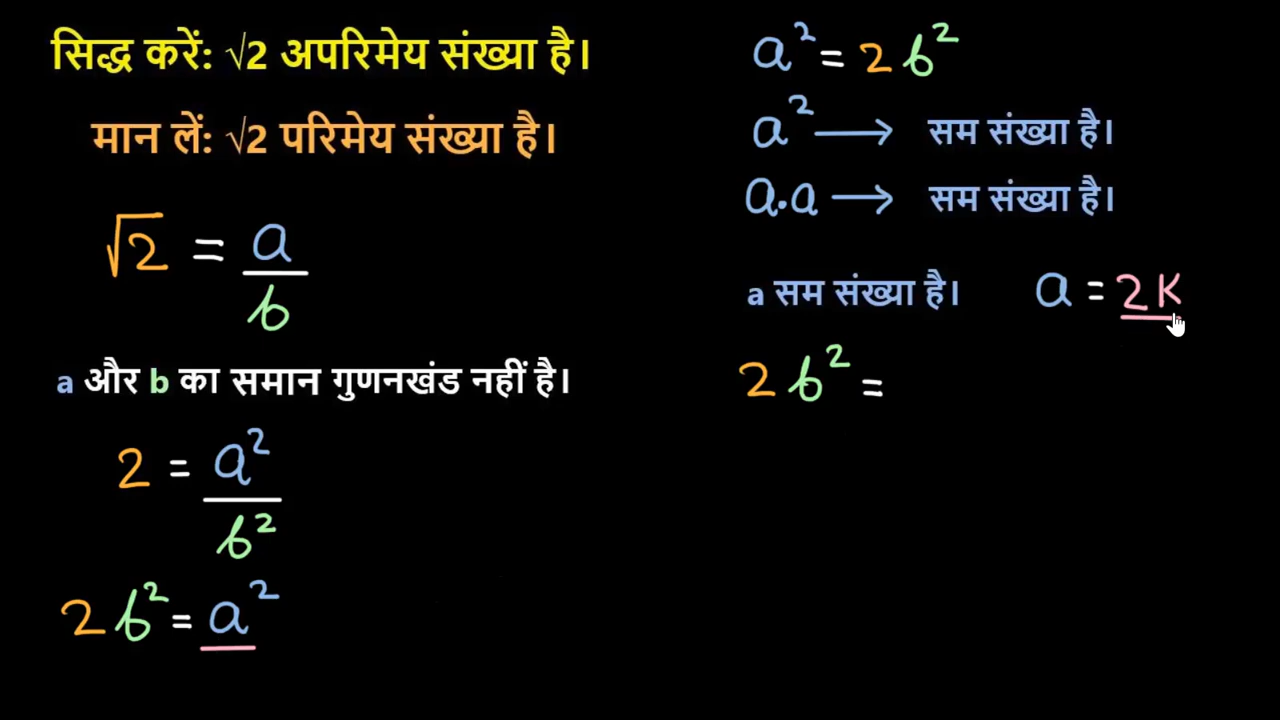 सिद्ध करें: √2 अपरिमेय संख्या है।
मान लें: √2 परिमेय संख्या है।
√2 = a/b
a और b का समान गुणनखंड नहीं है।
2 = a²/b²
2b² = a²
a² = 2b²
a² → सम संख्या है।
a.a → सम संख्या है।
a सम संख्या है। a = 2K
2b² =